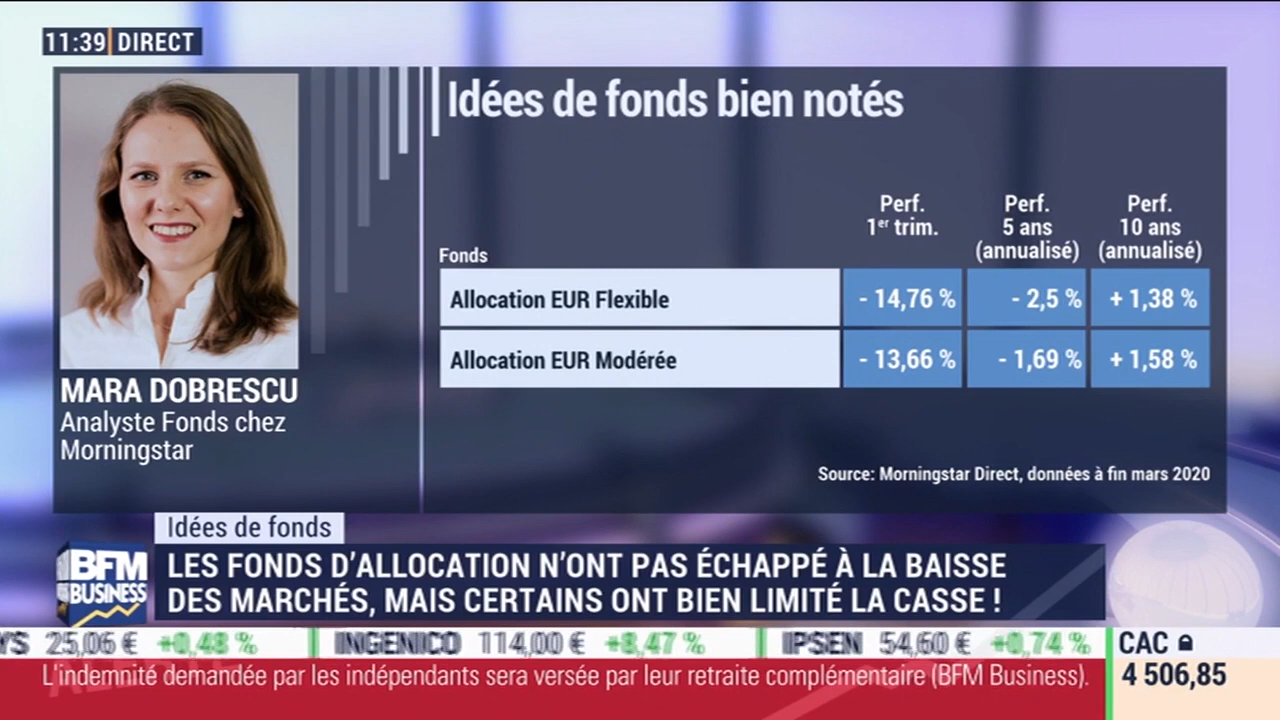 11:39 DIRECT
Idées de fonds bien notés
Perf. Perf. Perf.
1er trim. 5 ans 10 ans
(annualisé) (annualisé)
Fonds
Allocation EUR Flexible - 14,76 % - 2,5 % + 1,38 %
Allocation EUR Modérée - 13,66 % - 1,69 % + 1,58 %
MARA DOBRESCU
Analyste Fonds chez
Morningstar
Source: Morningstar Direct, données à fin mars 2020
Idées de fonds
BFM
BUSINESS
LES FONDS D'ALLOCATION N'ONT PAS ÉCHAPPÉ À LA BAISSE
DES MARCHÉS, MAIS CERTAINS ONT BIEN LIMITÉ LA CASSE !
YS 25,06 € +0,48 % INGENICO 114,00 € +8,47 % IPSEN 54,60 € +0,74 % CAC
4 506,85
L'indemnité demandée par les indépendants sera versée par leur retraite complémentaire (BFM Business).